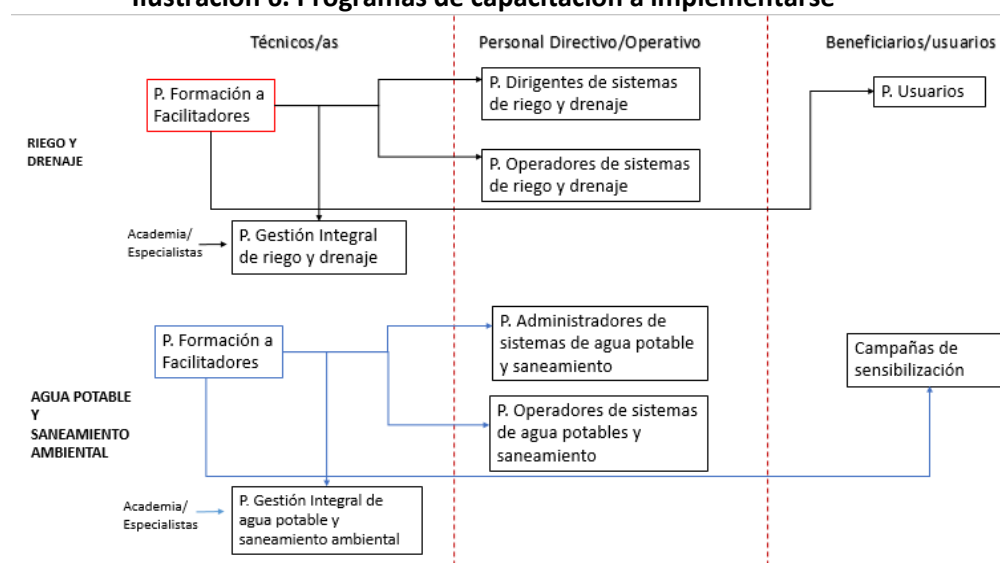 Ilustración 6. Programas de capacitación a implementarse
Técnicos/as
Personal Directivo/Operativo
Beneficiarios/usuarios
RIEGO Y
DRENAJE
P. Formación a
Facilitadores
P. Dirigentes de sistemas
de riego y drenaje
P. Usuarios
P. Operadores de sistemas
de riego y drenaje
Academia/
Especialistas
P. Gestión Integral
de riego y drenaje
AGUA POTABLE
Y
SANEAMIENTO
AMBIENTAL
P. Formación a
Facilitadores
P. Administradores de
sistemas de agua potable
y saneamiento
Campañas de
sensibilización
P. Operadores de sistemas
de agua potables y
saneamiento
Academia/
Especialistas
P. Gestión Integral de
agua potable y
saneamiento ambiental